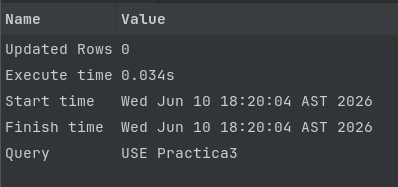 Name Value
Updated Rows 0
Execute time 0.034s
Start time Wed Jun 10 18:20:04 AST 2026
Finish time Wed Jun 10 18:20:04 AST 2026
Query USE Practica3